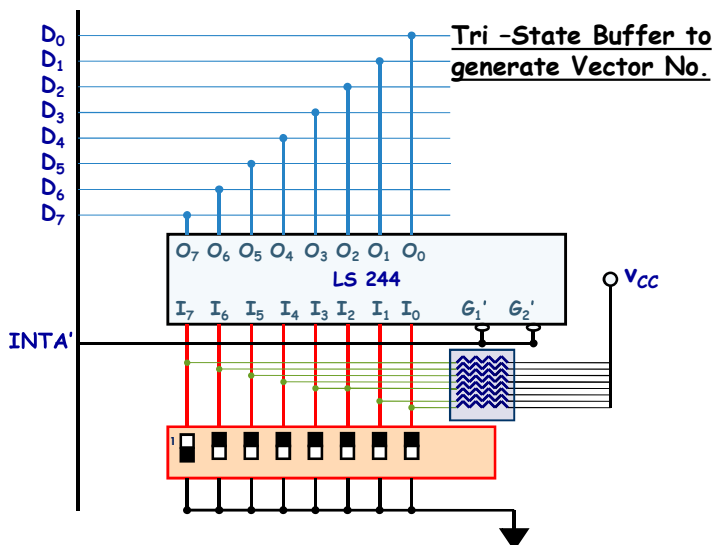 D₀
Tri –State Buffer to
D₁
generate Vector No.
D₂
D₃
D₄
D₅
D₆
D₇
O₇ O₆ O₅ O₄ O₃ O₂ O₁ O₀
LS 244
I₇ I₆ I₅ I₄ I₃ I₂ I₁ I₀ G₁' G₂'
vCC
INTA'
1